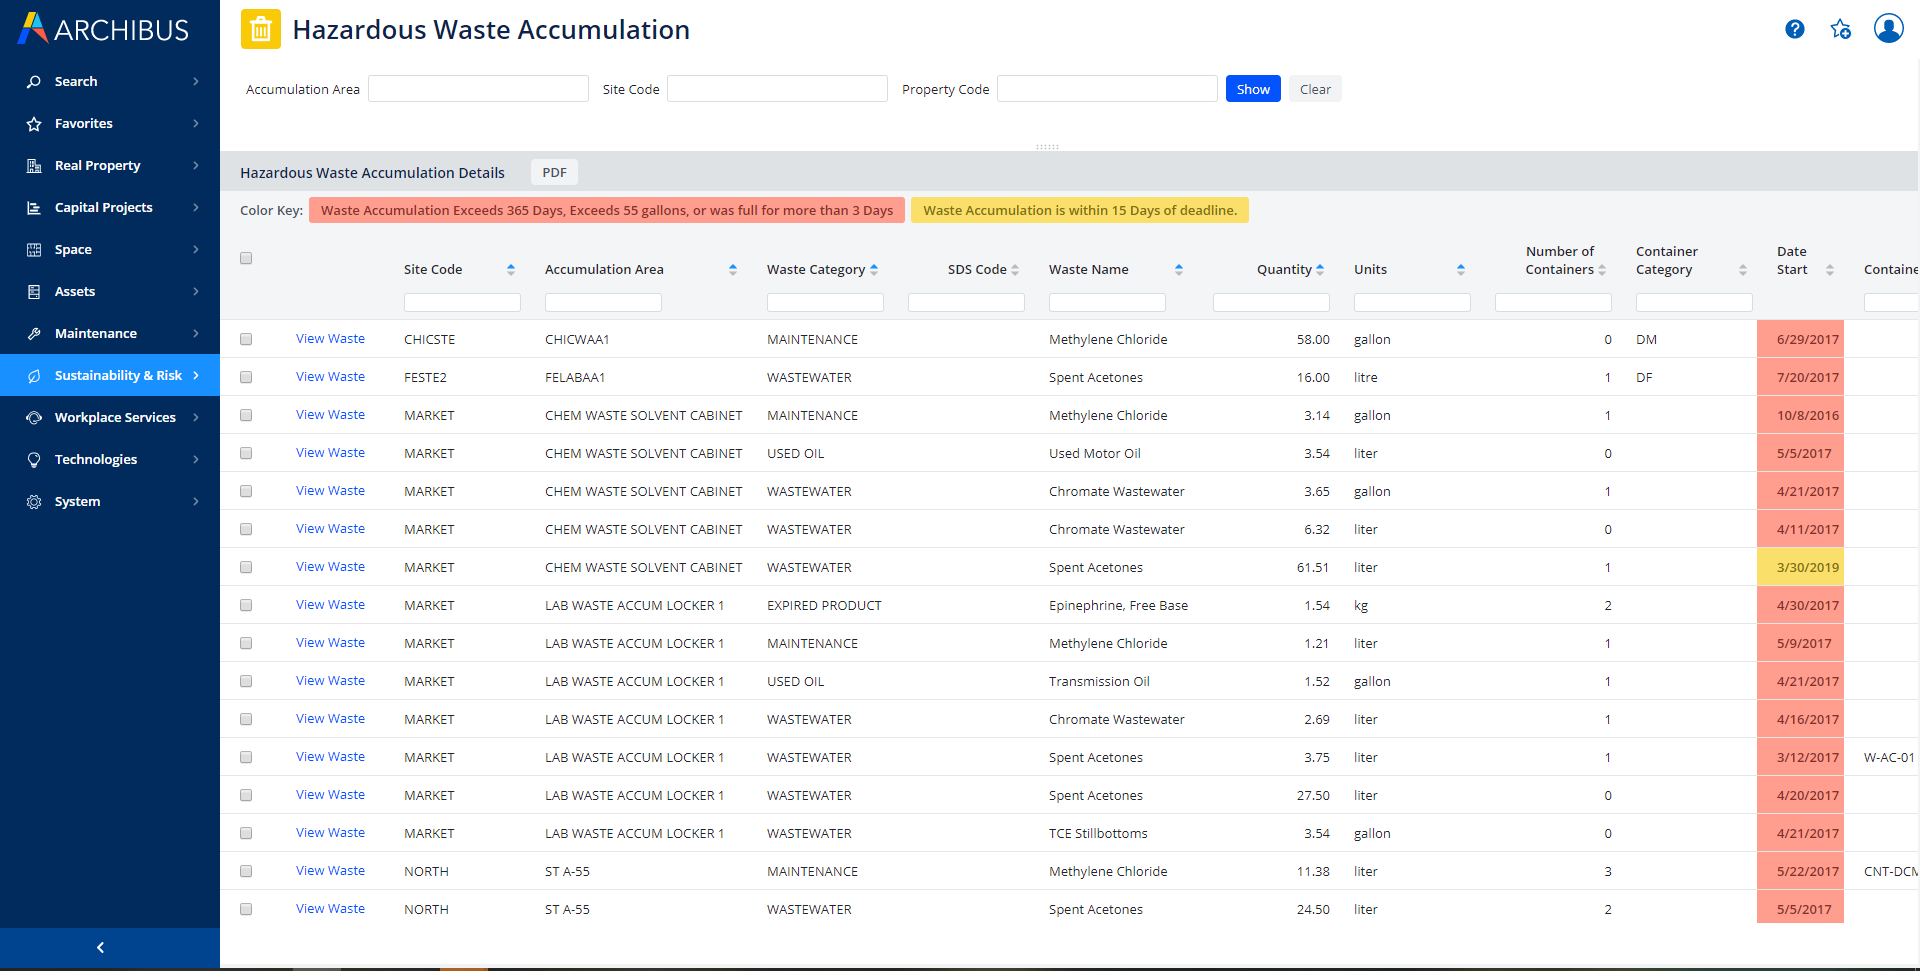 ARCHIBUS
Search
Favorites
Real Property
Capital Projects
Space
Assets
Maintenance
Sustainability & Risk
Workplace Services
Technologies
System
Hazardous Waste Accumulation
Accumulation Area Site Code Property Code Show Clear
Hazardous Waste Accumulation Details PDF
Color Key: Waste Accumulation Exceeds 365 Days, Exceeds 55 gallons, or was full for more than 3 Days Waste Accumulation is within 15 Days of deadline.
Site Code Accumulation Area Waste Category SDS Code Waste Name Quantity Units Number of Containers Container Category Date Start Containe
View Waste CHICSTE CHICWAA1 MAINTENANCE Methylene Chloride 58.00 gallon 0 DM 6/29/2017
View Waste FESTE2 FELABAA1 WASTEWATER Spent Acetones 16.00 litre 1 DF 7/20/2017
View Waste MARKET CHEM WASTE SOLVENT CABINET MAINTENANCE Methylene Chloride 3.14 gallon 1 10/8/2016
View Waste MARKET CHEM WASTE SOLVENT CABINET USED OIL Used Motor Oil 3.54 liter 0 5/5/2017
View Waste MARKET CHEM WASTE SOLVENT CABINET WASTEWATER Chromate Wastewater 3.65 gallon 1 4/21/2017
View Waste MARKET CHEM WASTE SOLVENT CABINET WASTEWATER Chromate Wastewater 6.32 liter 0 4/11/2017
View Waste MARKET CHEM WASTE SOLVENT CABINET WASTEWATER Spent Acetones 61.51 liter 1 3/30/2019
View Waste MARKET LAB WASTE ACCUM LOCKER 1 EXPIRED PRODUCT Epinephrine, Free Base 1.54 kg 2 4/30/2017
View Waste MARKET LAB WASTE ACCUM LOCKER 1 MAINTENANCE Methylene Chloride 1.21 liter 1 5/9/2017
View Waste MARKET LAB WASTE ACCUM LOCKER 1 USED OIL Transmission Oil 1.52 gallon 1 4/21/2017
View Waste MARKET LAB WASTE ACCUM LOCKER 1 WASTEWATER Chromate Wastewater 2.69 liter 1 4/16/2017
View Waste MARKET LAB WASTE ACCUM LOCKER 1 WASTEWATER Spent Acetones 3.75 liter 1 3/12/2017 W-AC-01
View Waste MARKET LAB WASTE ACCUM LOCKER 1 WASTEWATER Spent Acetones 27.50 liter 0 4/20/2017
View Waste MARKET LAB WASTE ACCUM LOCKER 1 WASTEWATER TCE Stillbottoms 3.54 gallon 0 4/21/2017
View Waste NORTH ST A-55 MAINTENANCE Methylene Chloride 11.38 liter 3 5/22/2017 CNT-DCM
View Waste NORTH ST A-55 WASTEWATER Spent Acetones 24.50 liter 2 5/5/2017